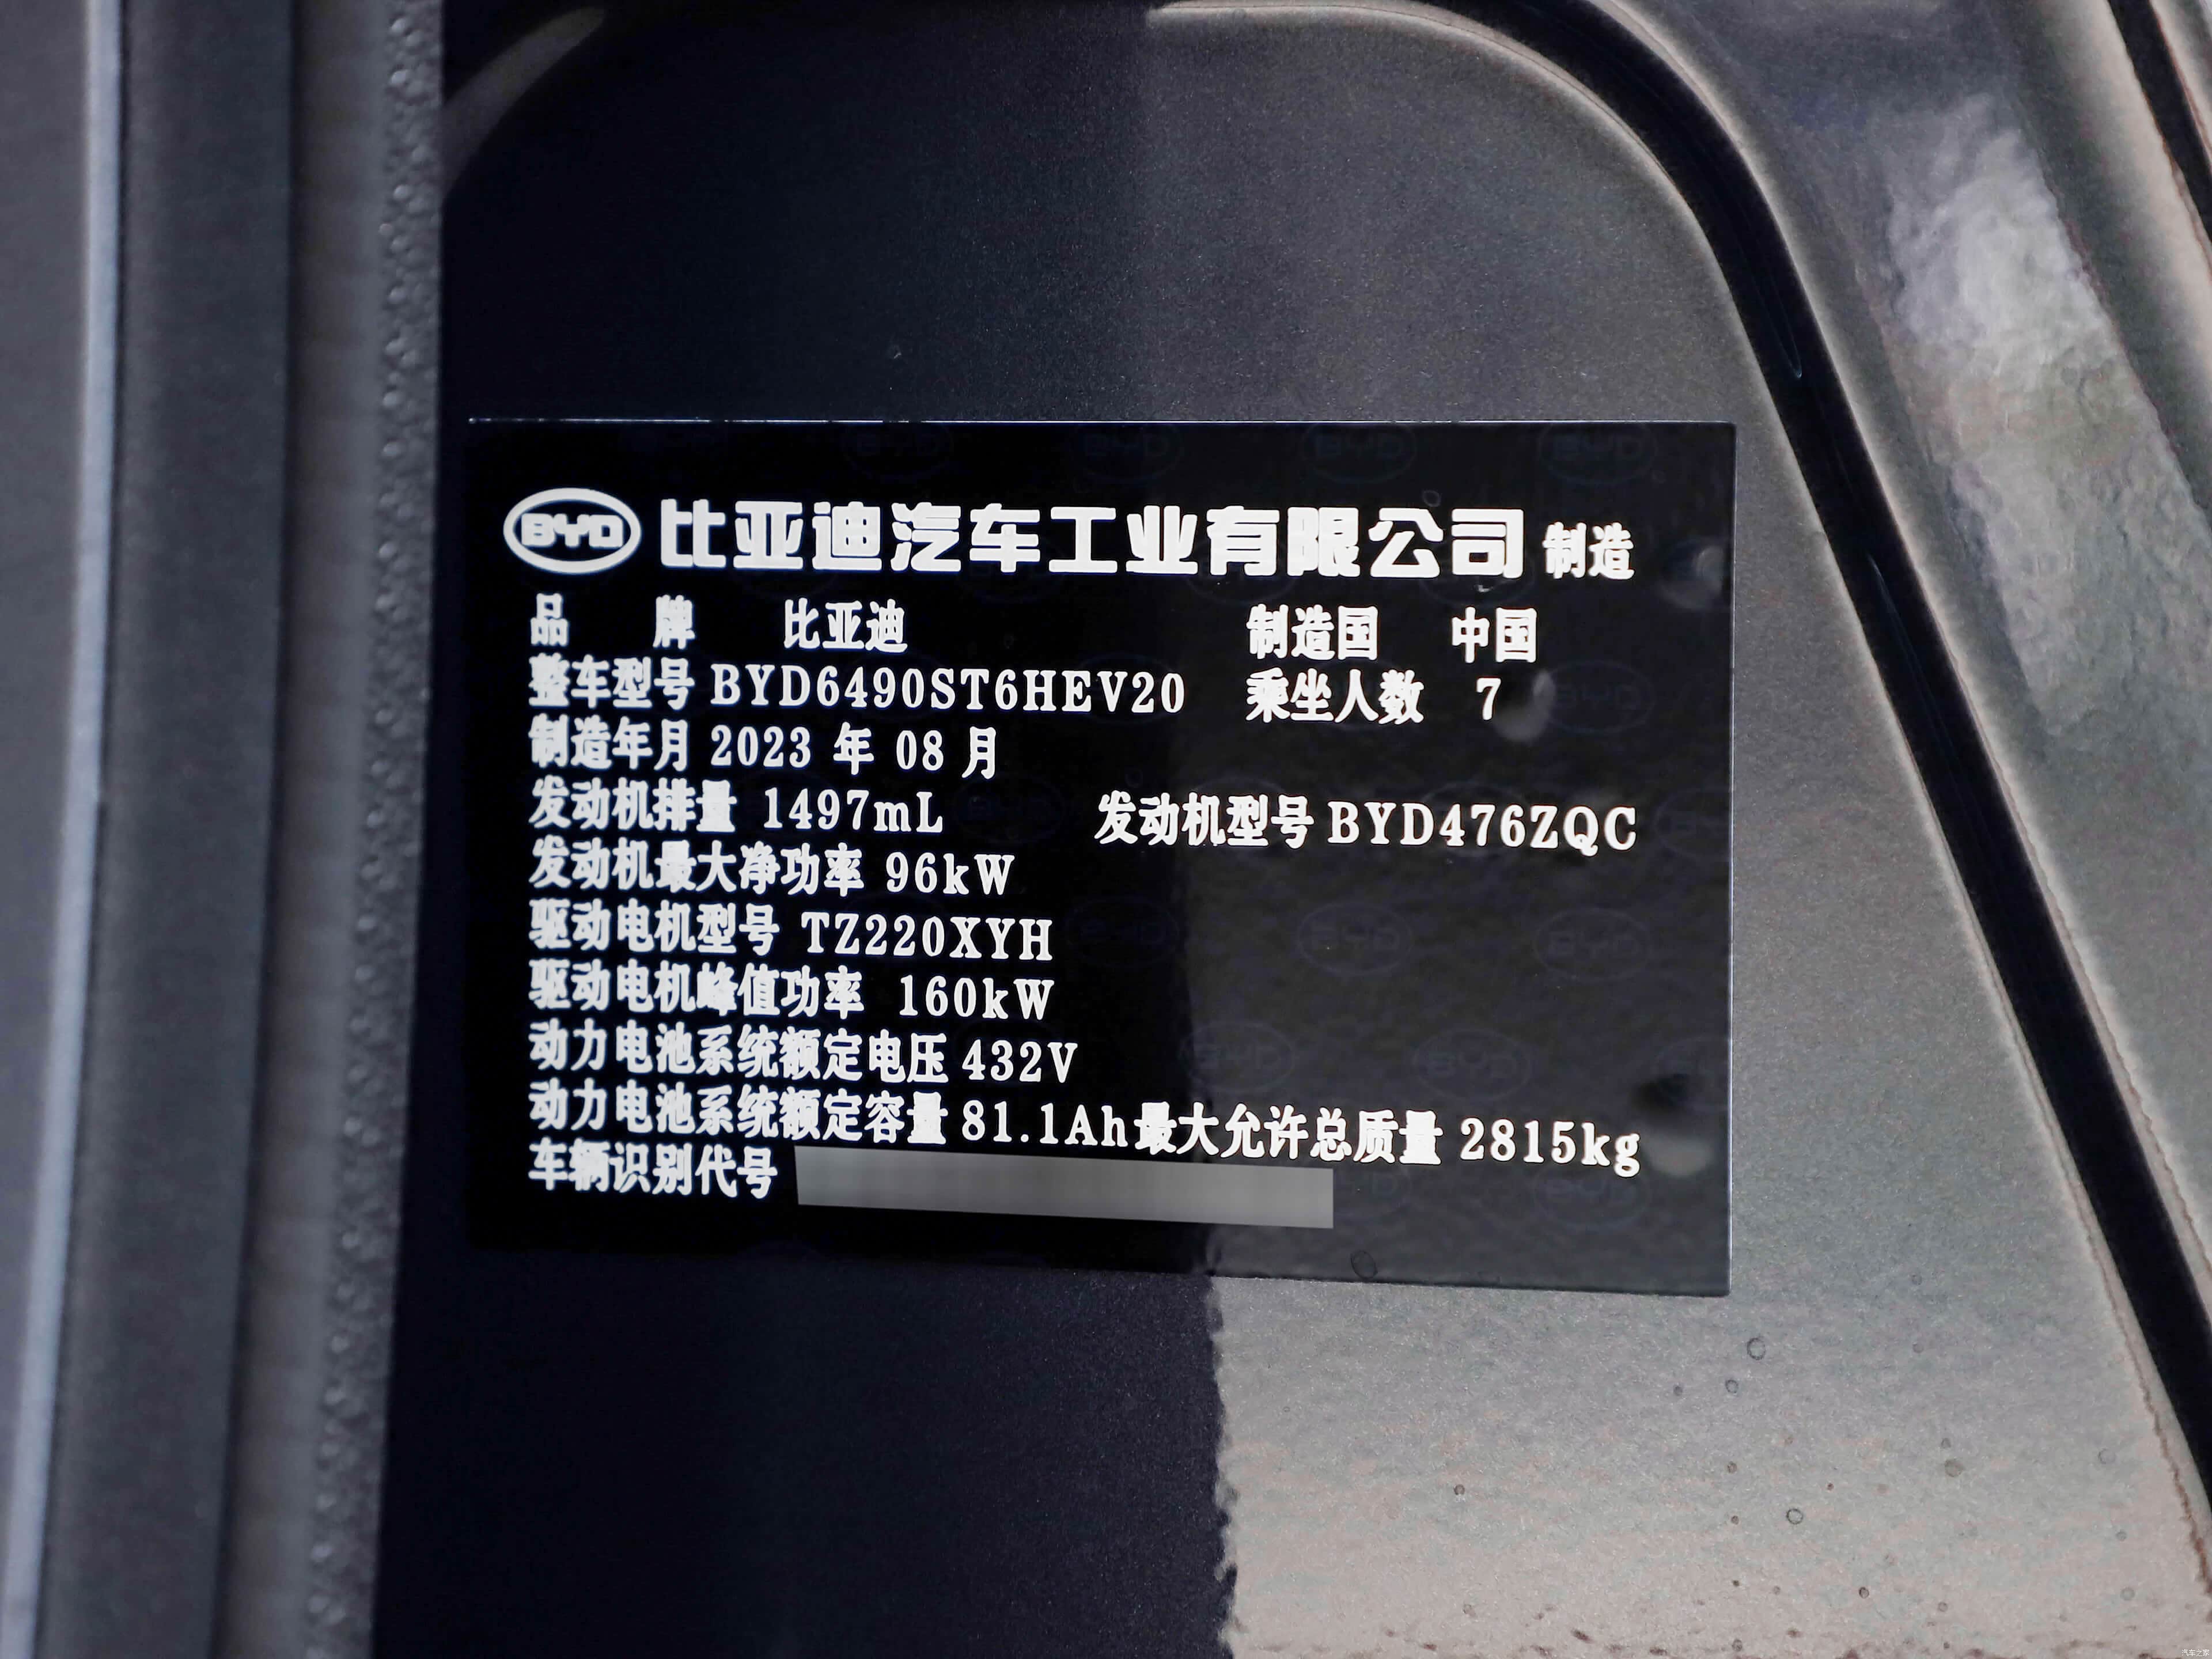 BYD 比亚迪汽车工业有限公司 制造
品 牌 比亚迪 制造国 中国
整车型号 BYD6490ST6HEV20 乘坐人数 7
制造年月 2023 年 08 月
发动机排量 1497mL 发动机型号 BYD476ZQC
发动机最大净功率 96kW
驱动电机型号 TZ220XYH
驱动电机峰值功率 160kW
动力电池系统额定电压 432V
动力电池系统额定容量 81.1Ah 最大允许总质量 2815kg
车辆识别代号
汽车之家